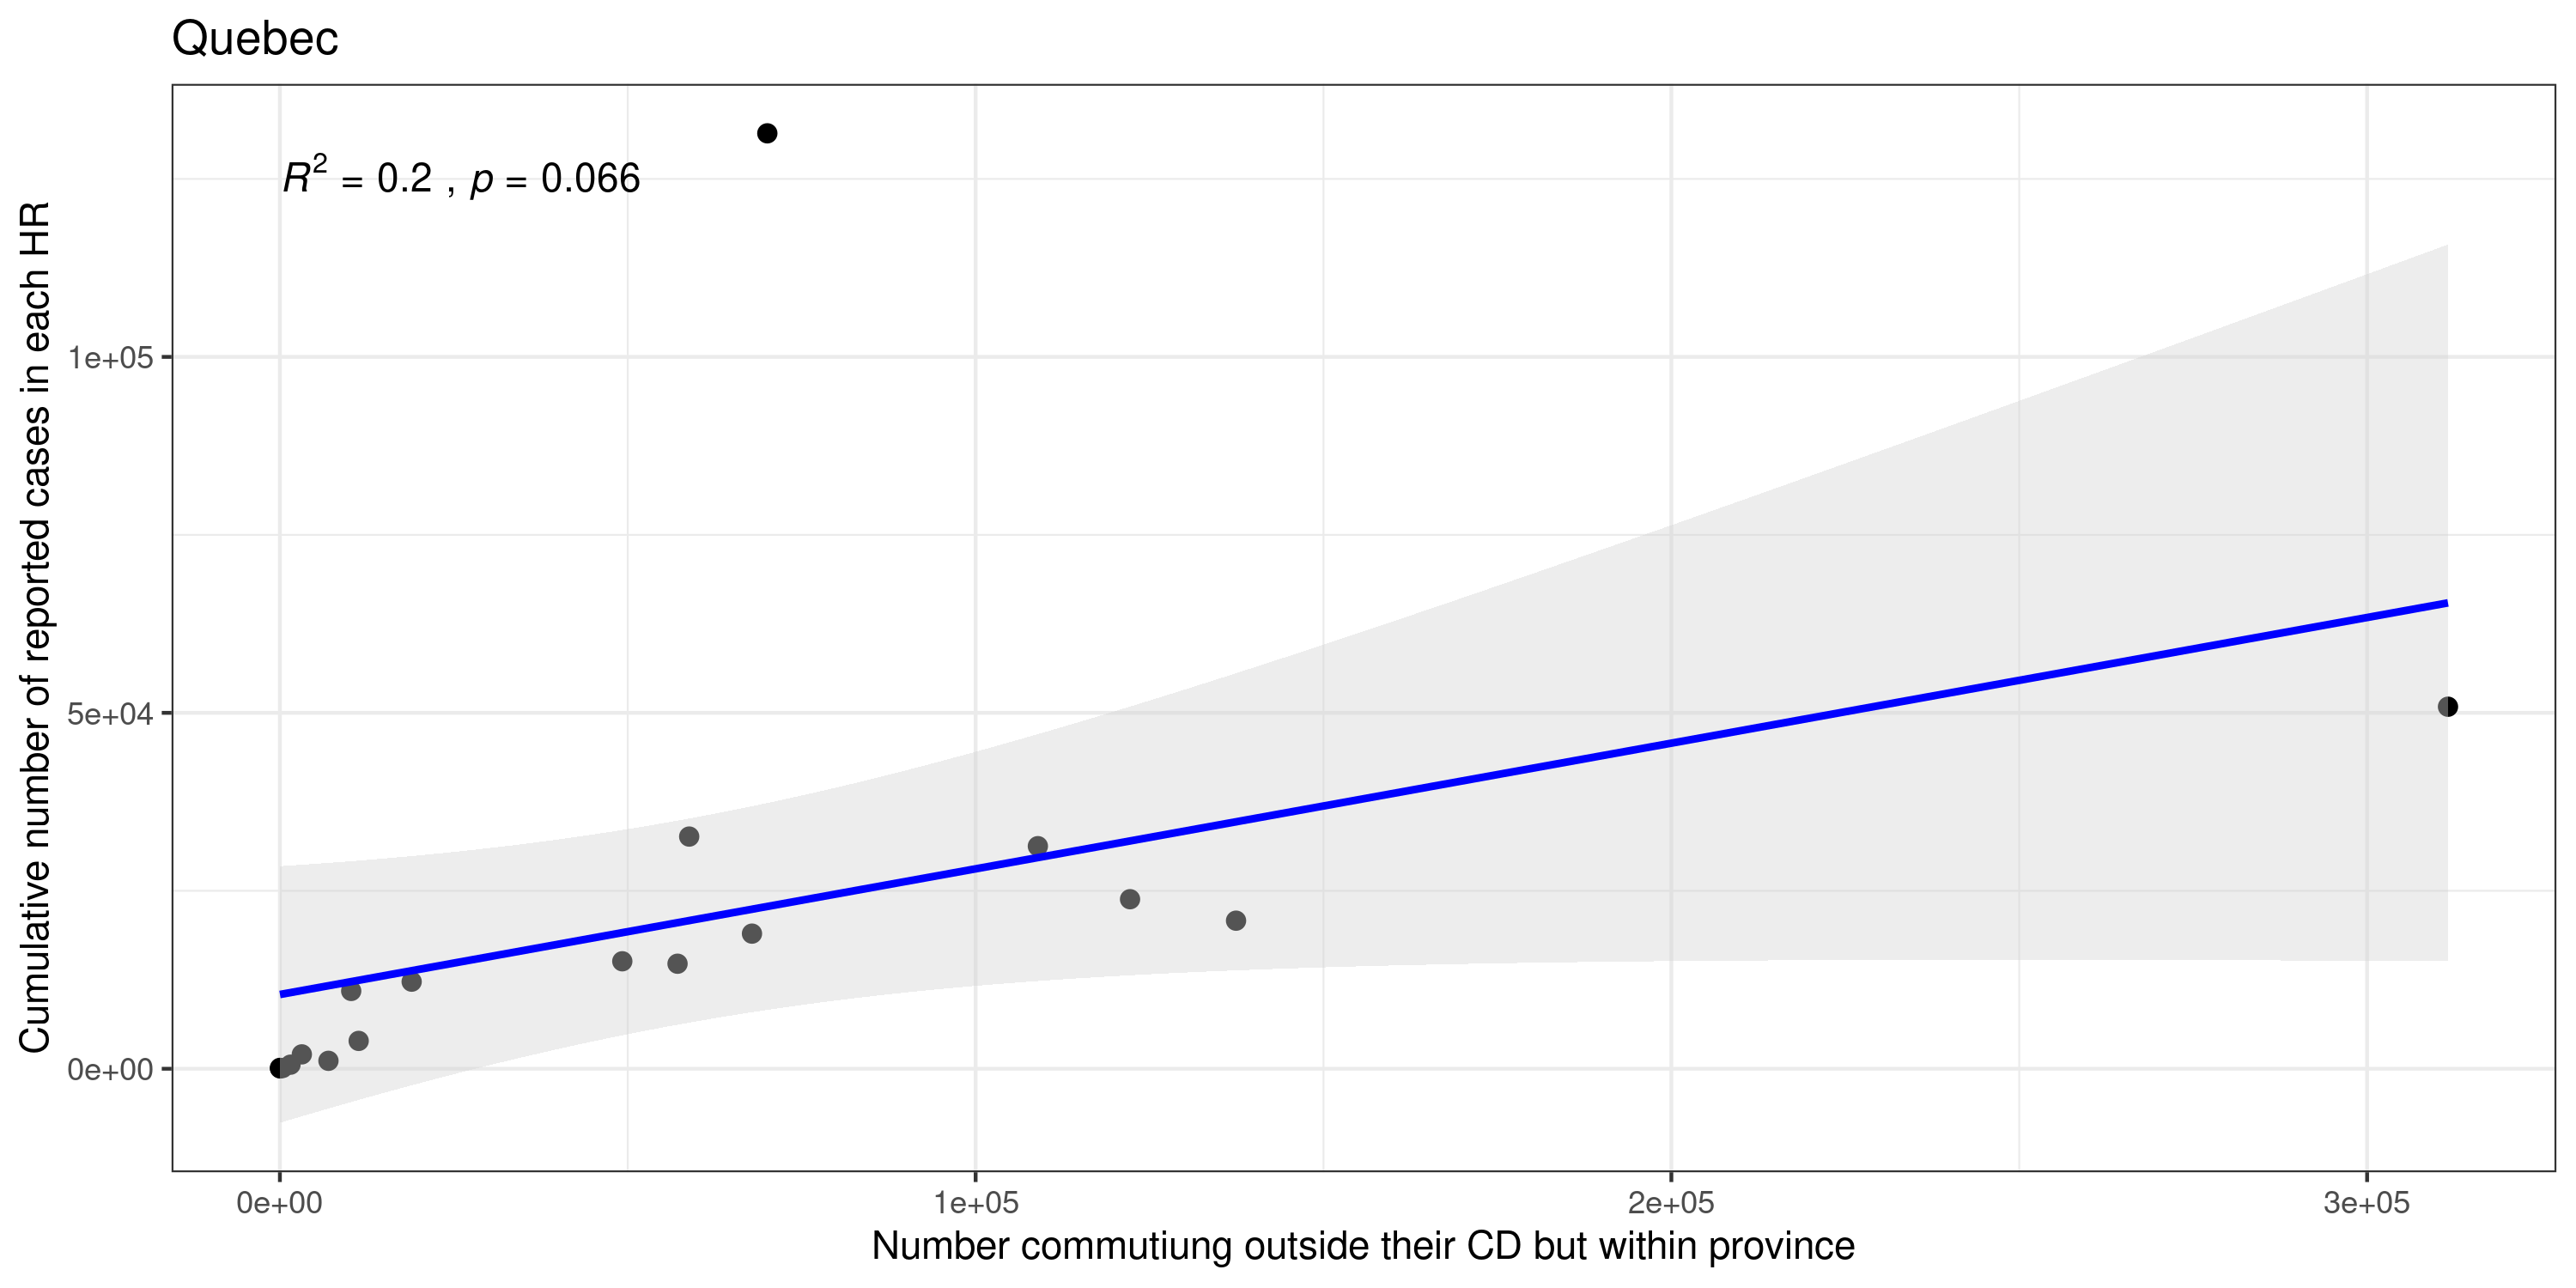 Quebec
R² = 0.2 , p = 0.066
Cumulative number of reported cases in each HR
1e+05
5e+04
0e+00
0e+00 1e+05 2e+05 3e+05
Number commutiung outside their CD but within province